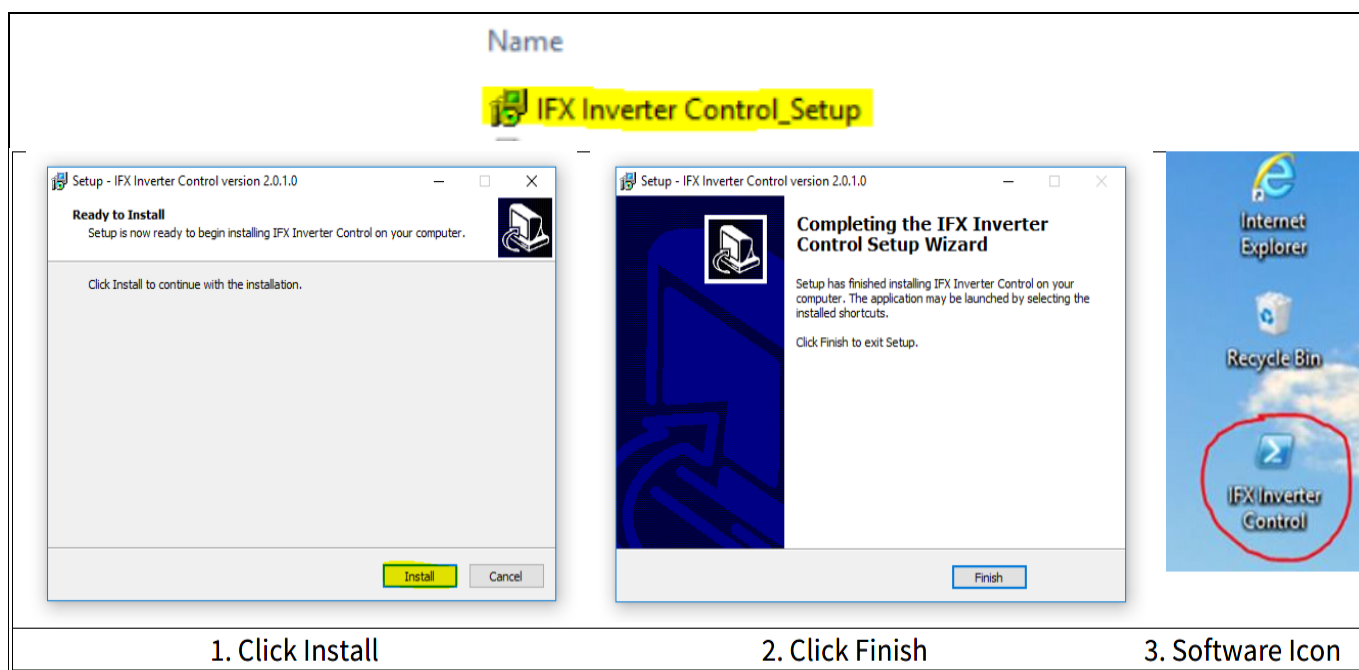 Name
IFX Inverter Control_Setup
Setup - IFX Inverter Control version 2.0.1.0
Ready to Install
Setup is now ready to begin installing IFX Inverter Control on your computer.
Click Install to continue with the installation.
Install
Cancel
Setup - IFX Inverter Control version 2.0.1.0
Completing the IFX Inverter
Control Setup Wizard
Setup has finished installing IFX Inverter Control on your
computer. The application may be launched by selecting the
installed shortcuts.
Click Finish to exit Setup.
Finish
Internet
Explorer
Recycle Bin
IFX Inverter
Control
1. Click Install
2. Click Finish
3. Software Icon